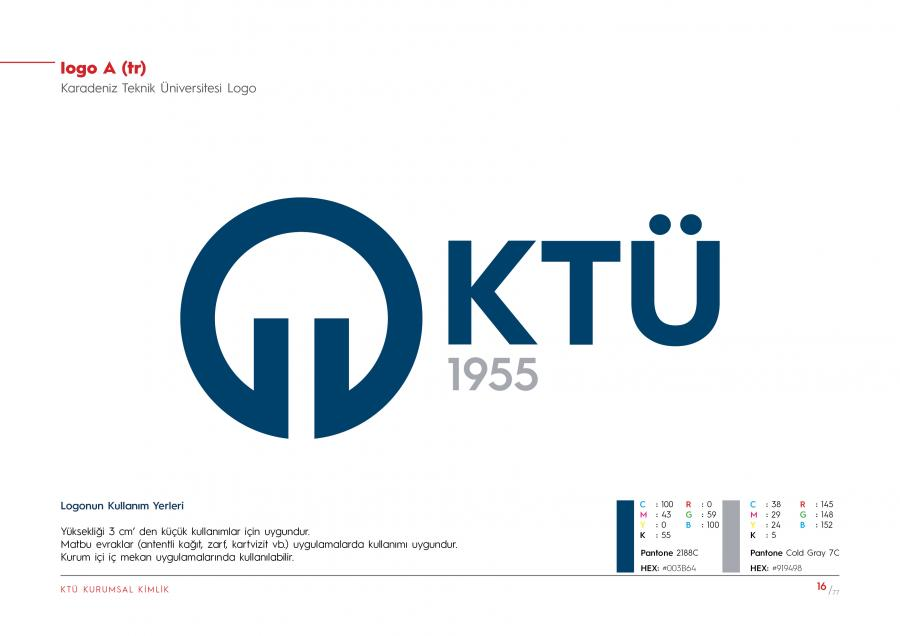 logo A (tr)
Karadeniz Teknik Üniversitesi Logo
KTÜ
1955
Logonun Kullanım Yerleri
Yüksekliği 3 cm' den küçük kullanımlar için uygundur.
Matbu evraklar (antentli kağıt, zarf, kartvizit vb.) uygulamalarda kullanımı uygundur.
Kurum içi iç mekan uygulamalarında kullanılabilir.
C : 100 R : 0
M : 43 G : 59
Y : 0 B : 100
K : 55
Pantone 2188C
HEX: #003B64
C : 38 R : 145
M : 29 G : 148
Y : 24 B : 152
K : 5
Pantone Cold Gray 7C
HEX: #919498
KTÜ KURUMSAL KİMLİK
16/77